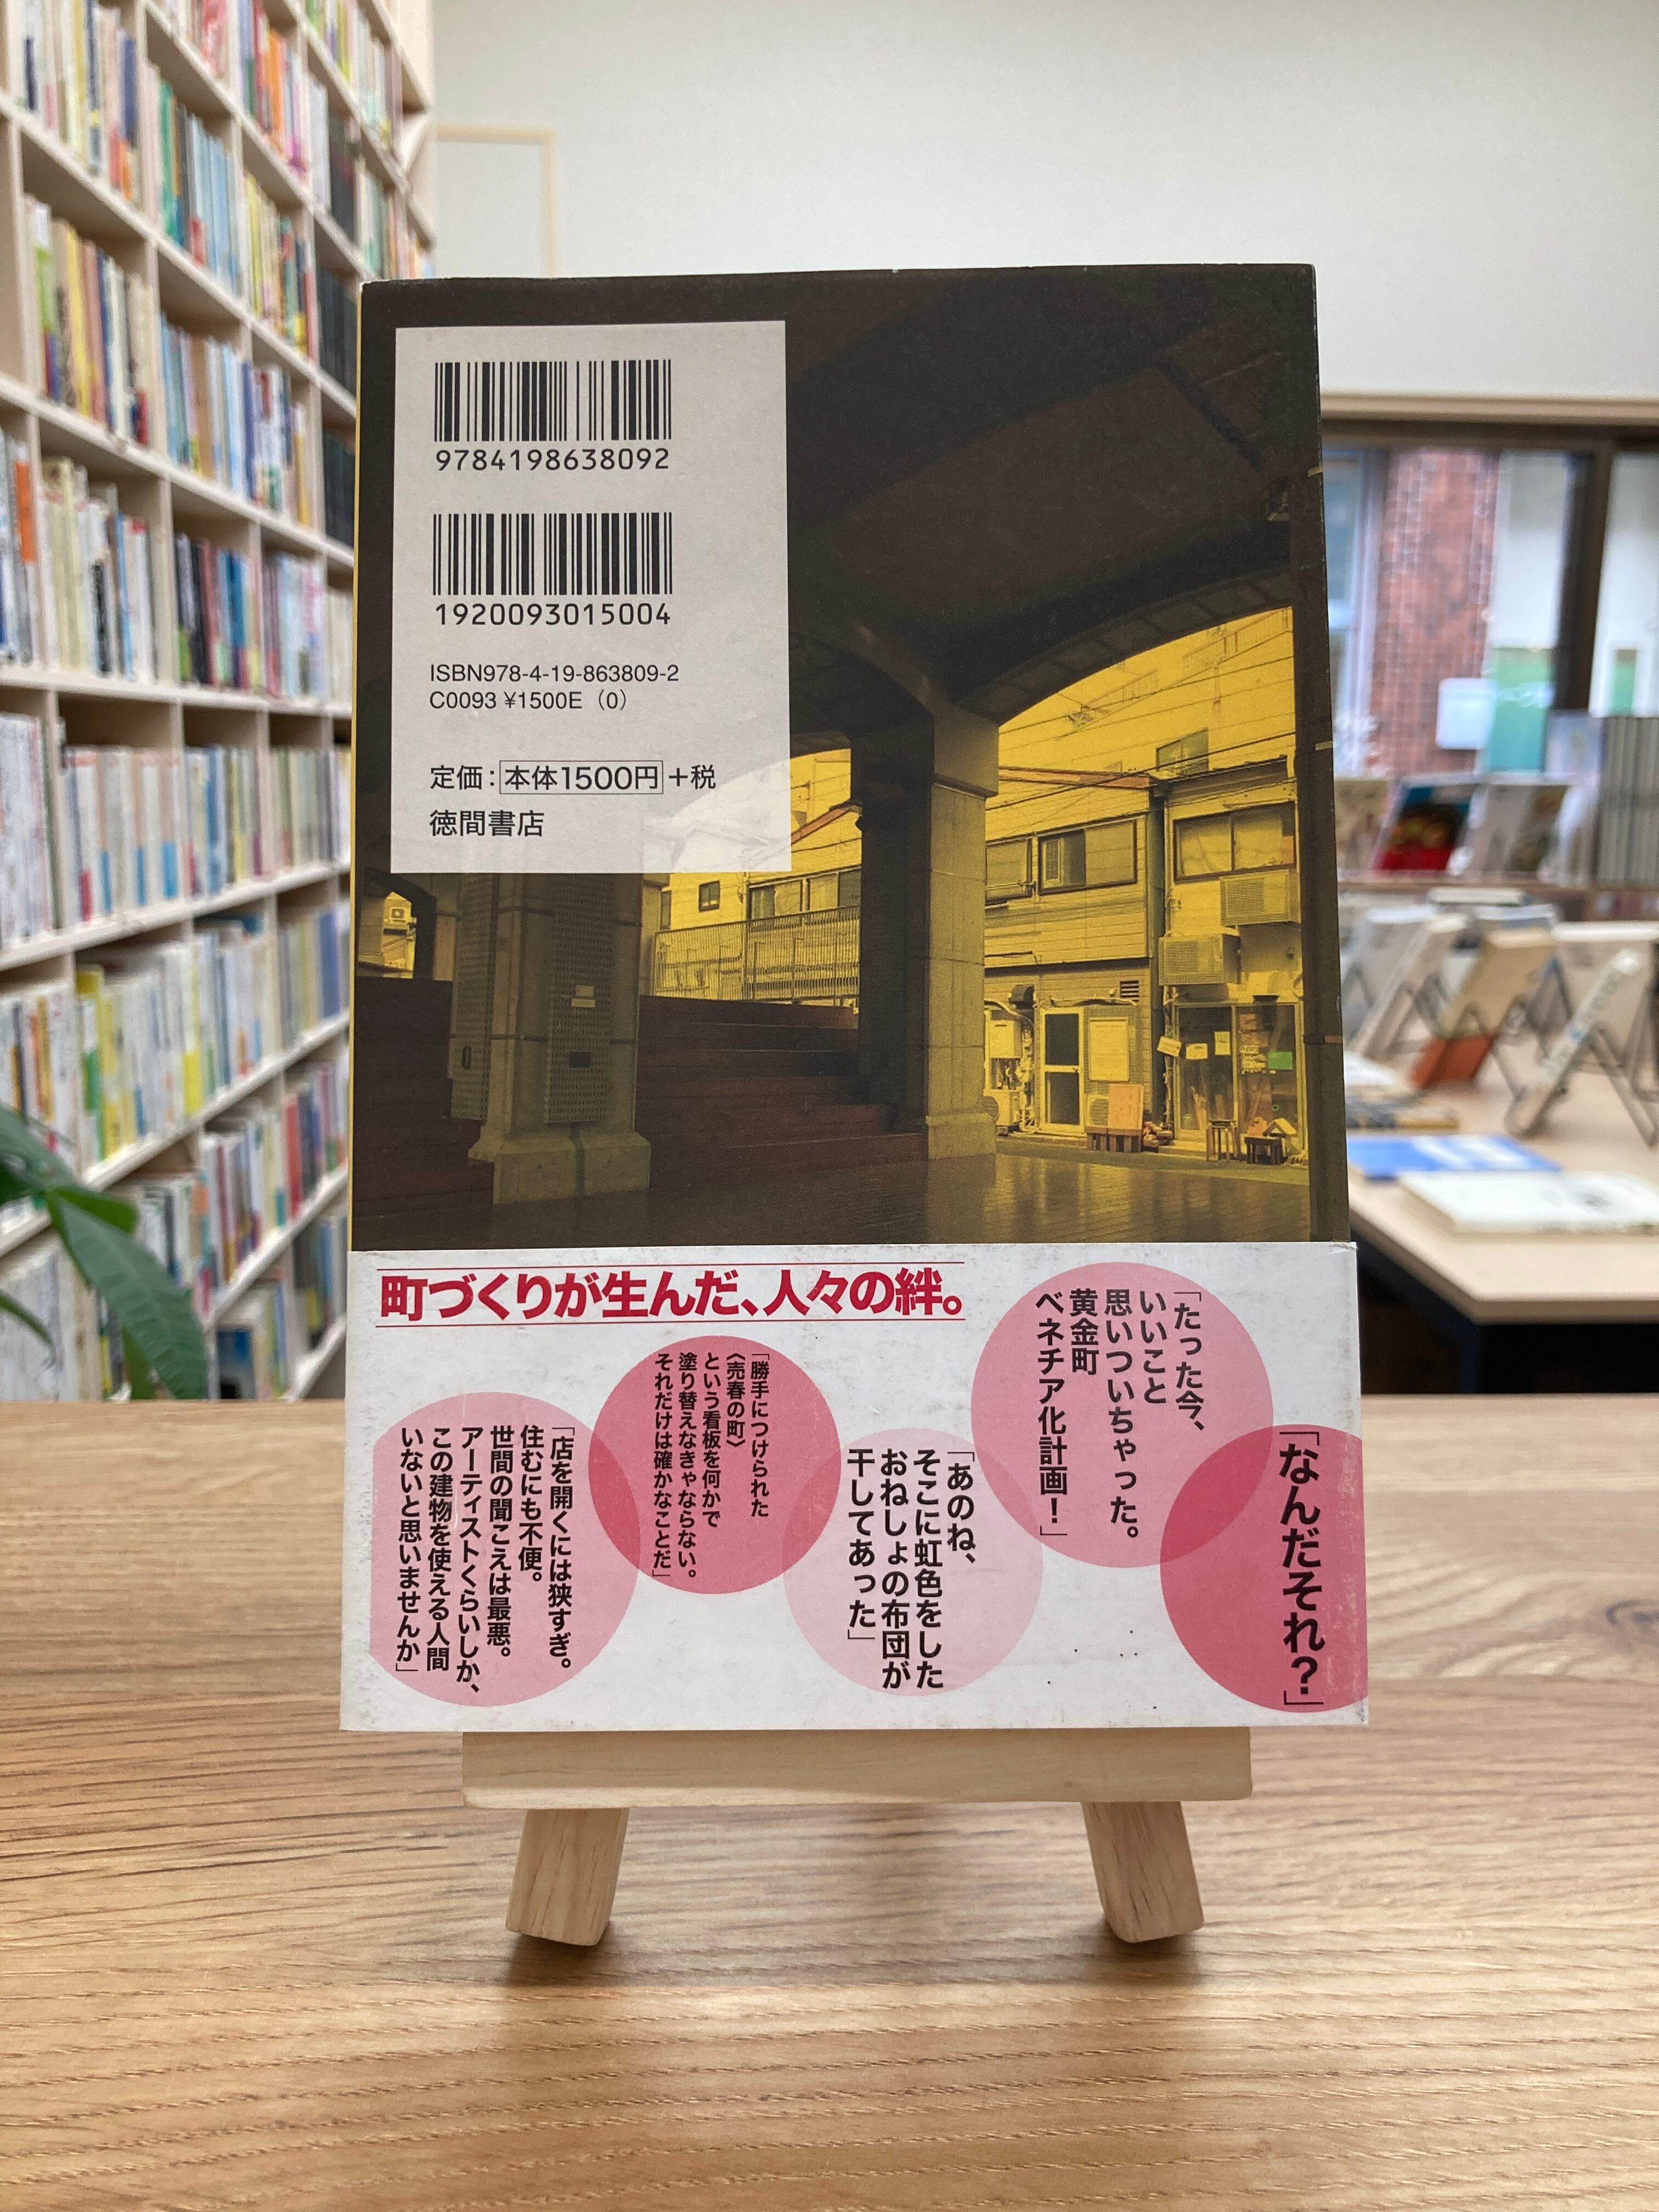 9784198638092
1920093015004
ISBN978-4-19-863809-2
C0093 ¥1500E（0）
定価：本体1500円＋税
徳間書店
町づくりが生んだ、人々の絆。
「なんだそれ？」
「たった今、
いいこと
思いついちゃった。
黄金町
ベネチア化計画！」
「あのね、
そこに虹色をした
おねしょの布団が
干してあった」
「勝手につけられた
〈売春の町〉
という看板を何かで
塗り替えなきゃならない。
それだけは確かなことだ」
「店を開くには狭すぎ。
住むにも不便。
世間の聞こえは最悪。
アーティストくらいしか、
この建物を使える人間
いないと思いませんか」